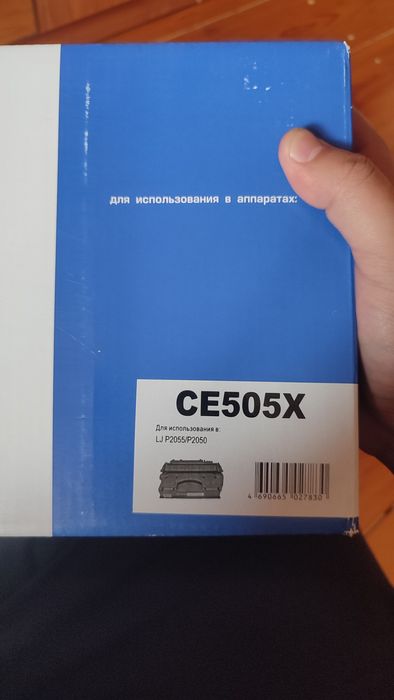 для использования в аппаратах:
CE505X
Для использования в:
LJ P2055/P2050
4 690665 027830